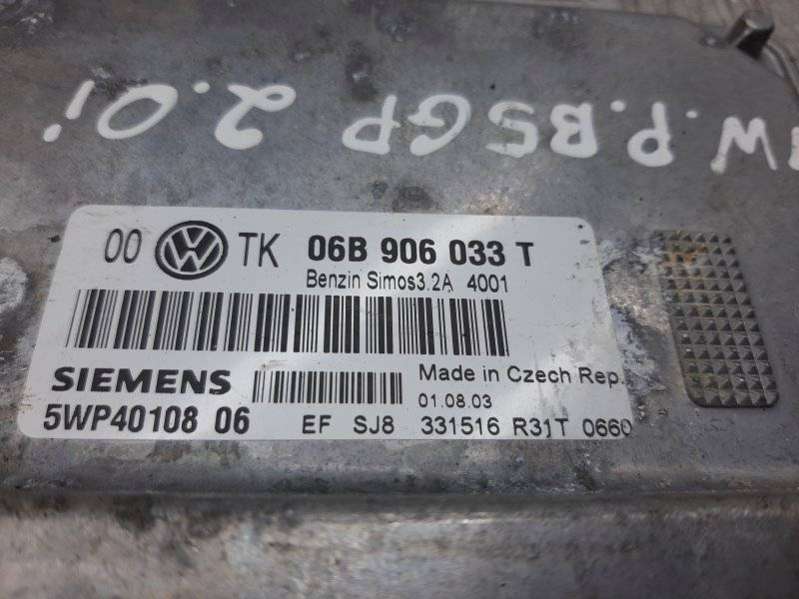 W.P.B5GP 2.0i
00 VW TK 06B 906 033 T
Benzin Simos3.2A 4001
SIEMENS
Made in Czech Rep.
01.08.03
5WP40108 06
EF SJ8 331516 R31T 0660